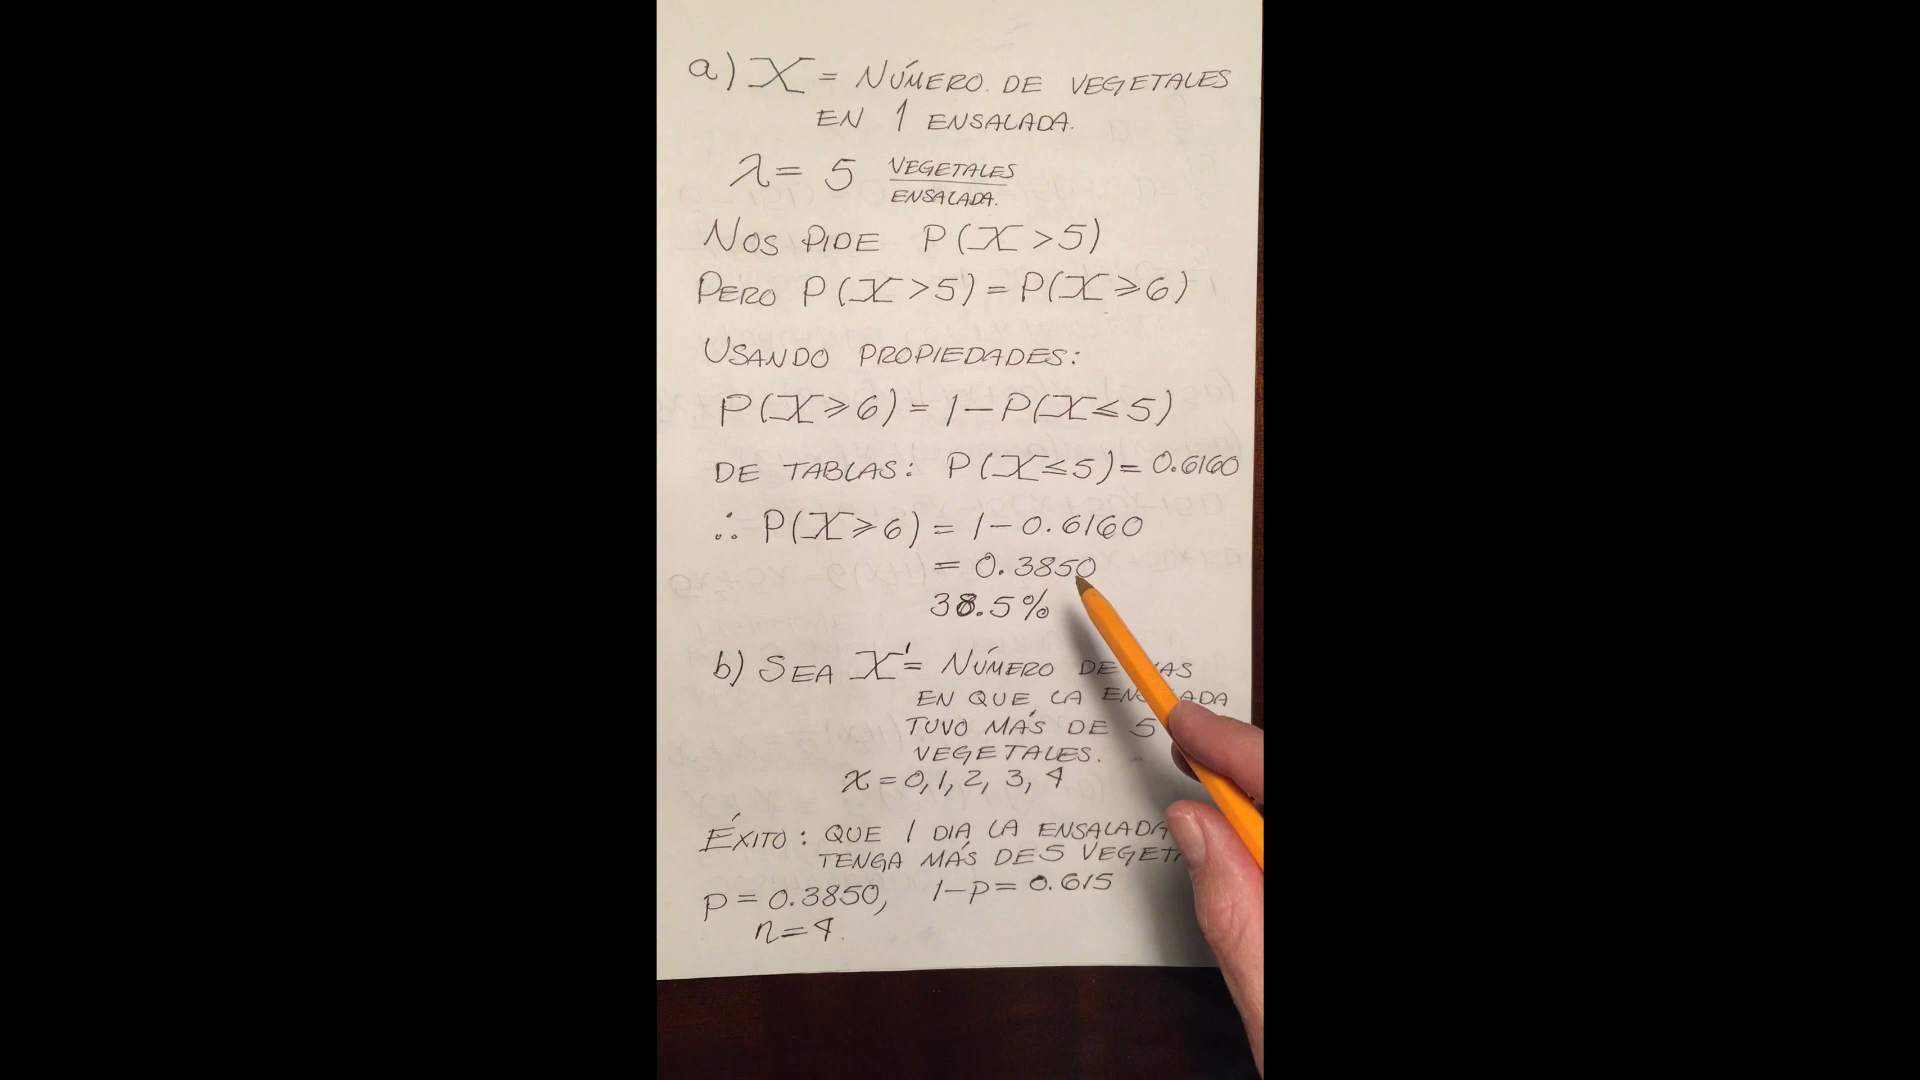 a) X = NÚMERO DE VEGETALES
EN 1 ENSALADA.
λ = 5 VEGETALES
ENSALADA.
NOS PIDE P(X > 5)
PERO P(X > 5) = P(X ⩾ 6)
USANDO PROPIEDADES:
P(X ⩾ 6) = 1 - P(X ≤ 5)
DE TABLAS: P(X ≤ 5) = 0.6160
∴ P(X ⩾ 6) = 1 - 0.6160
= 0.3850
38.5%
b) SEA X' = NÚMERO DE
EN QUE LA
TUVO MÁS DE 5
VEGETALES.
x = 0, 1, 2, 3, 4
ÉXITO: QUE 1 DIA LA ENSALADA
TENGA MÁS DE 5
p = 0.3850, 1-p = 0.615
n = 4.